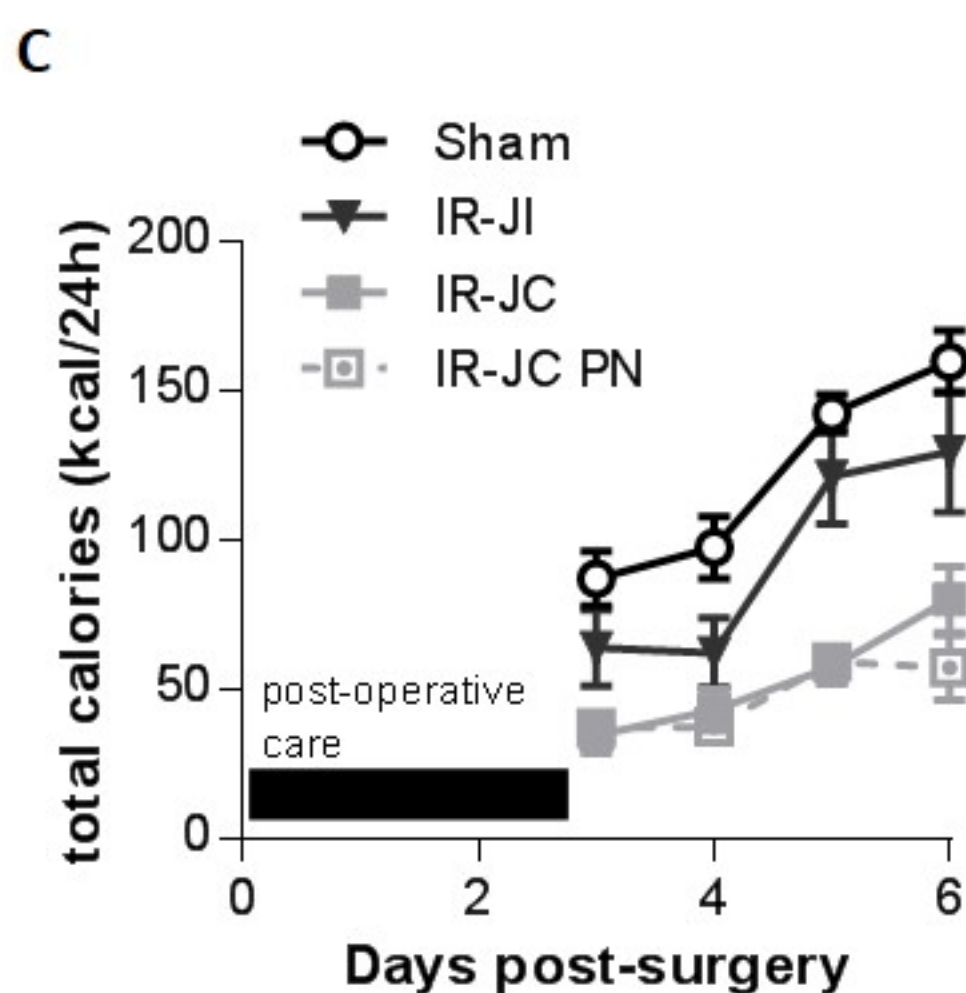 C
Sham
IR-JI
IR-JC
IR-JC PN
total calories (kcal/24h)
200
150
100
50
0
post-operative
care
0 2 4 6
Days post-surgery